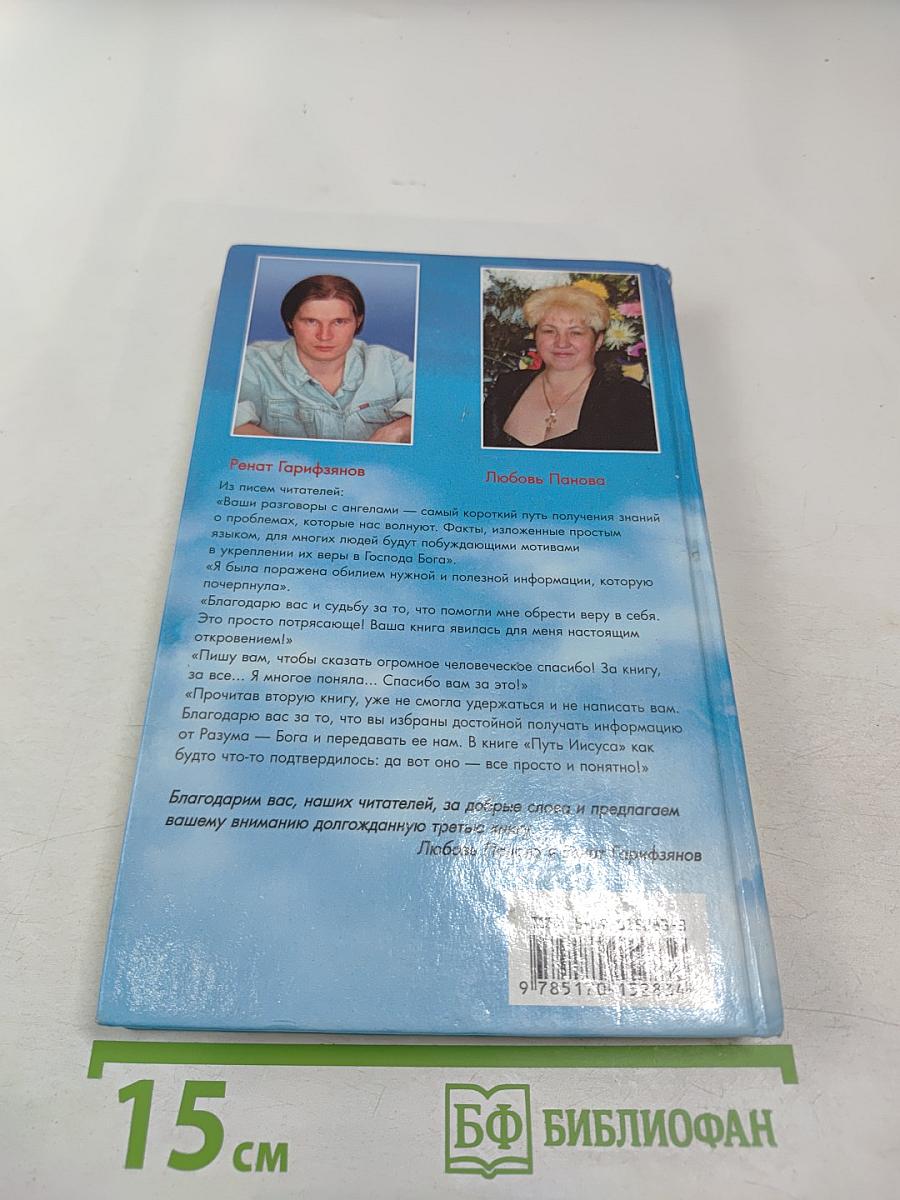 Ренат Гарифзянов
Любовь Панова
Из писем читателей:
«Ваши разговоры с ангелами — самый короткий путь получения знаний
о проблемах, которые нас волнуют. Факты, изложенные простым
языком, для многих людей будут побуждающими мотивами
в укреплении их веры в Господа Бога».
«Я была поражена обилием нужной и полезной информации, которую
почерпнула».
«Благодарю вас и судьбу за то, что помогли мне обрести веру в себя.
Это просто потрясающе! Ваша книга явилась для меня настоящим
откровением!»
«Пишу вам, чтобы сказать огромное человеческое спасибо! За книгу,
за все... Я многое поняла... Спасибо вам за это!»
«Прочитав вторую книгу, уже не смогла удержаться и не написать вам.
Благодарю вас за то, что вы избраны достойной получать информацию
от Разума — Бога и передавать ее нам. В книге «Путь Иисуса» как
будто что-то подтвердилось: да вот оно — все просто и понятно!»
Благодарим вас, наших читателей, за добрые слова и предлагаем
вашему вниманию долгожданную третью книгу.
Любовь Панова и Ренат Гарифзянов
9 785170 152834
15 см
БФ БИБЛИОФАН